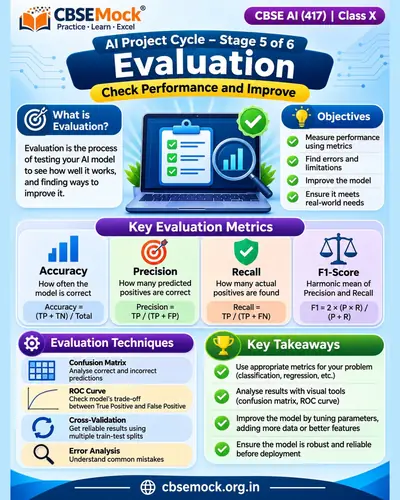 CBSEMock®
Practice • Learn • Excel
CBSE AI (417) | Class X
AI Project Cycle – Stage 5 of 6
Evaluation
Check Performance and Improve
What is
Evaluation?
Evaluation is the process
of testing your AI model
to see how well it works,
and finding ways to
improve it.
Objectives
Measure performance
using metrics
Find errors and
limitations
Improve the model
Ensure it meets
real-world needs
Key Evaluation Metrics
Accuracy
How often the
model is correct
Accuracy =
(TP + TN) / Total
Precision
How many predicted
positives are correct
Precision =
TP / (TP + FP)
Recall
How many actual
positives are found
Recall =
TP / (TP + FN)
F1-Score
Harmonic mean of
Precision and Recall
F1 = 2 × (P × R) /
(P + R)
Evaluation Techniques
Confusion Matrix
Analyse correct and incorrect
predictions
ROC Curve
Check model's trade-off
between True Positive and False Positive
Cross-Validation
Get reliable results using
multiple train-test splits
Error Analysis
Understand common mistakes
Key Takeaways
Use appropriate metrics for your problem
(classification, regression, etc.)
Analyse results with visual tools
(confusion matrix, ROC curve)
Improve the model by tuning parameters,
adding more data or better features
Ensure the model is robust and reliable
before deployment
cbsemock.org.in